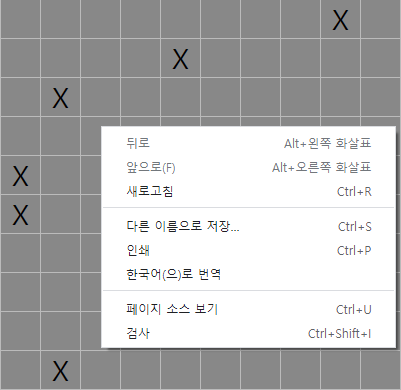 X
X
X
뒤로 Alt+왼쪽 화살표
앞으로(F) Alt+오른쪽 화살표
X
새로고침 Ctrl+R
X
다른 이름으로 저장... Ctrl+S
인쇄 Ctrl+P
한국어(으)로 번역
페이지 소스 보기 Ctrl+U
검사 Ctrl+Shift+I
X